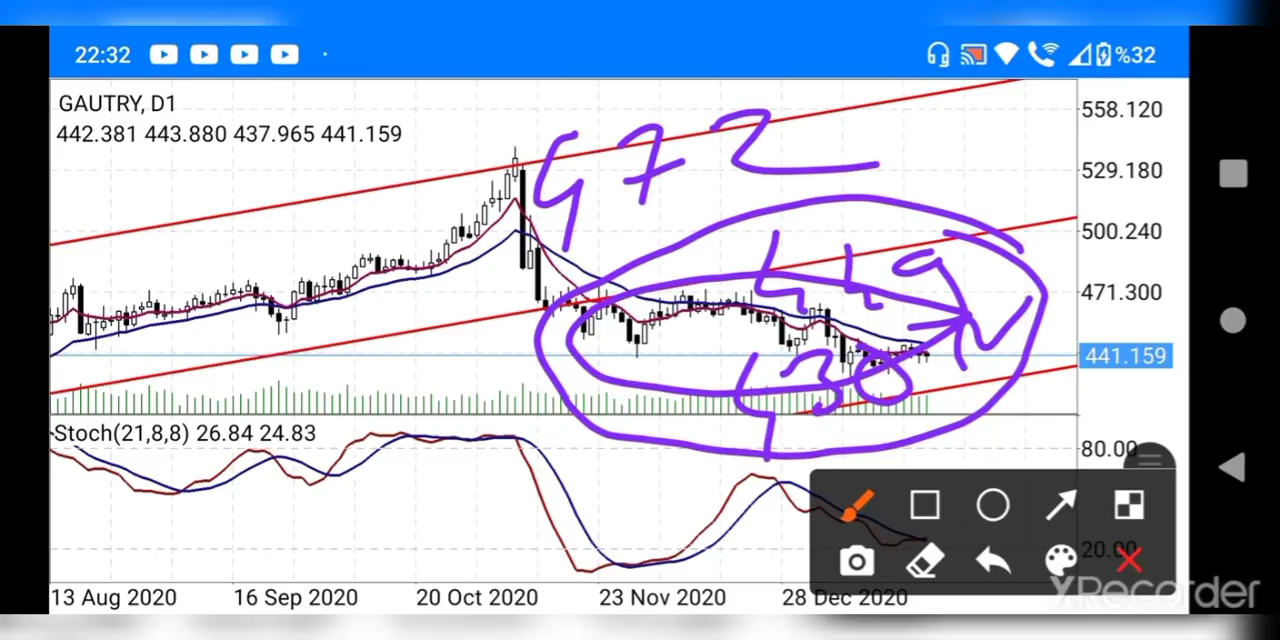 22:32 %32
GAUTRY, D1
442.381 443.880 437.965 441.159
558.120
529.180
500.240
471.300
441.159
472
449
430
Stoch(21,8,8) 26.84 24.83
80.00
20.00
13 Aug 2020 16 Sep 2020 20 Oct 2020 23 Nov 2020 28 Dec 2020
XRecorder